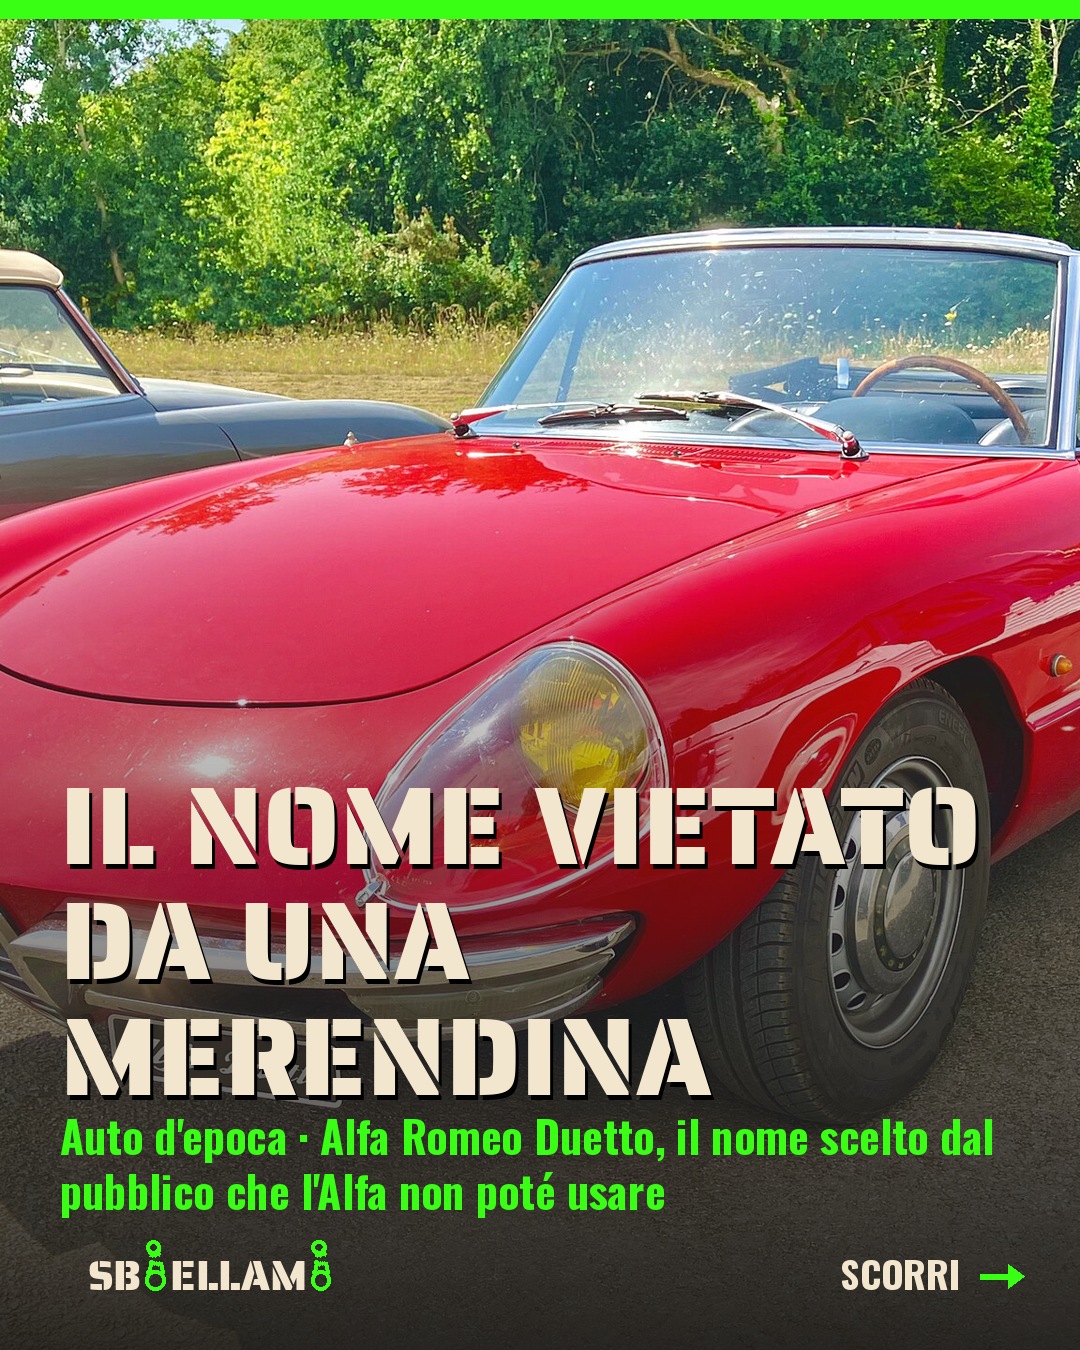 IL NOME VIETATO
DA UNA
MERENDINA
Auto d'epoca · Alfa Romeo Duetto, il nome scelto dal
pubblico che l'Alfa non poté usare
SBIELLAMI
SCORRI →